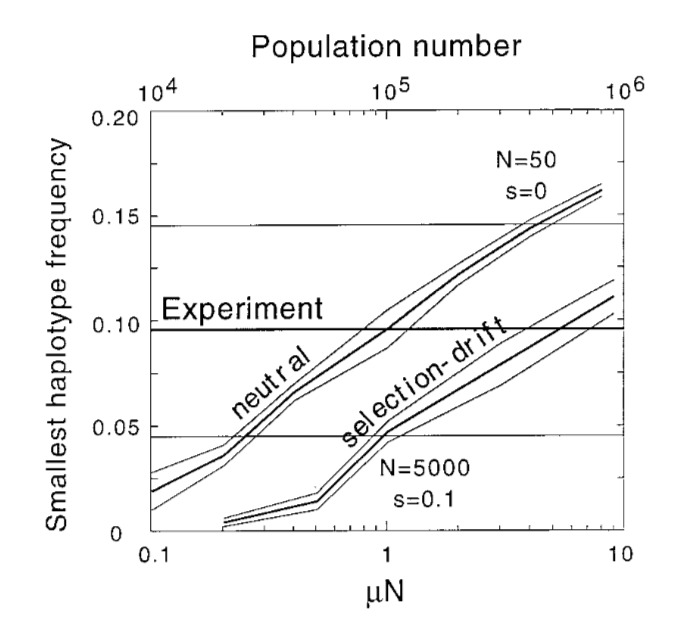 Population number
10^4 10^5 10^6
0.20
N=50
s=0
0.15
Smallest haplotype frequency
Experiment
0.10
neutral
selection-drift
0.05
N=5000
s=0.1
0
0.1 1 10
µN